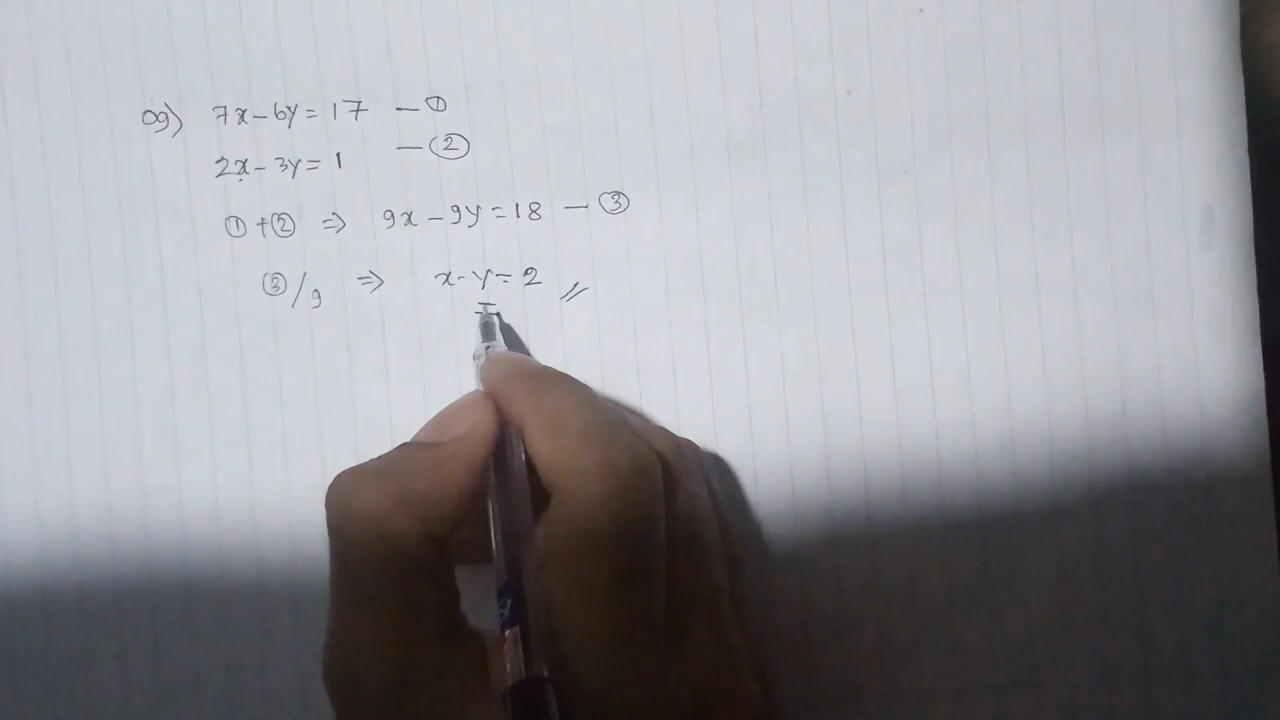 09) 7x - 6y = 17 — ①
2x - 3y = 1 — ②
① + ② ⇒ 9x - 9y = 18 — ③
③/9 ⇒ x - y = 2 //